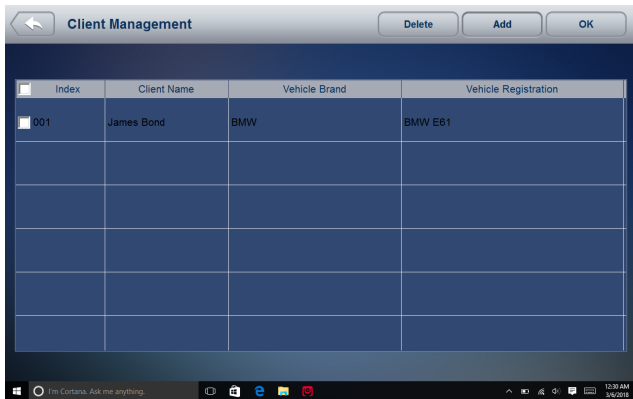 Client Management Delete Add OK
Index Client Name Vehicle Brand Vehicle Registration
001 James Bond BMW BMW E61
I'm Cortana. Ask me anything. 12:30 AM
3/6/2018